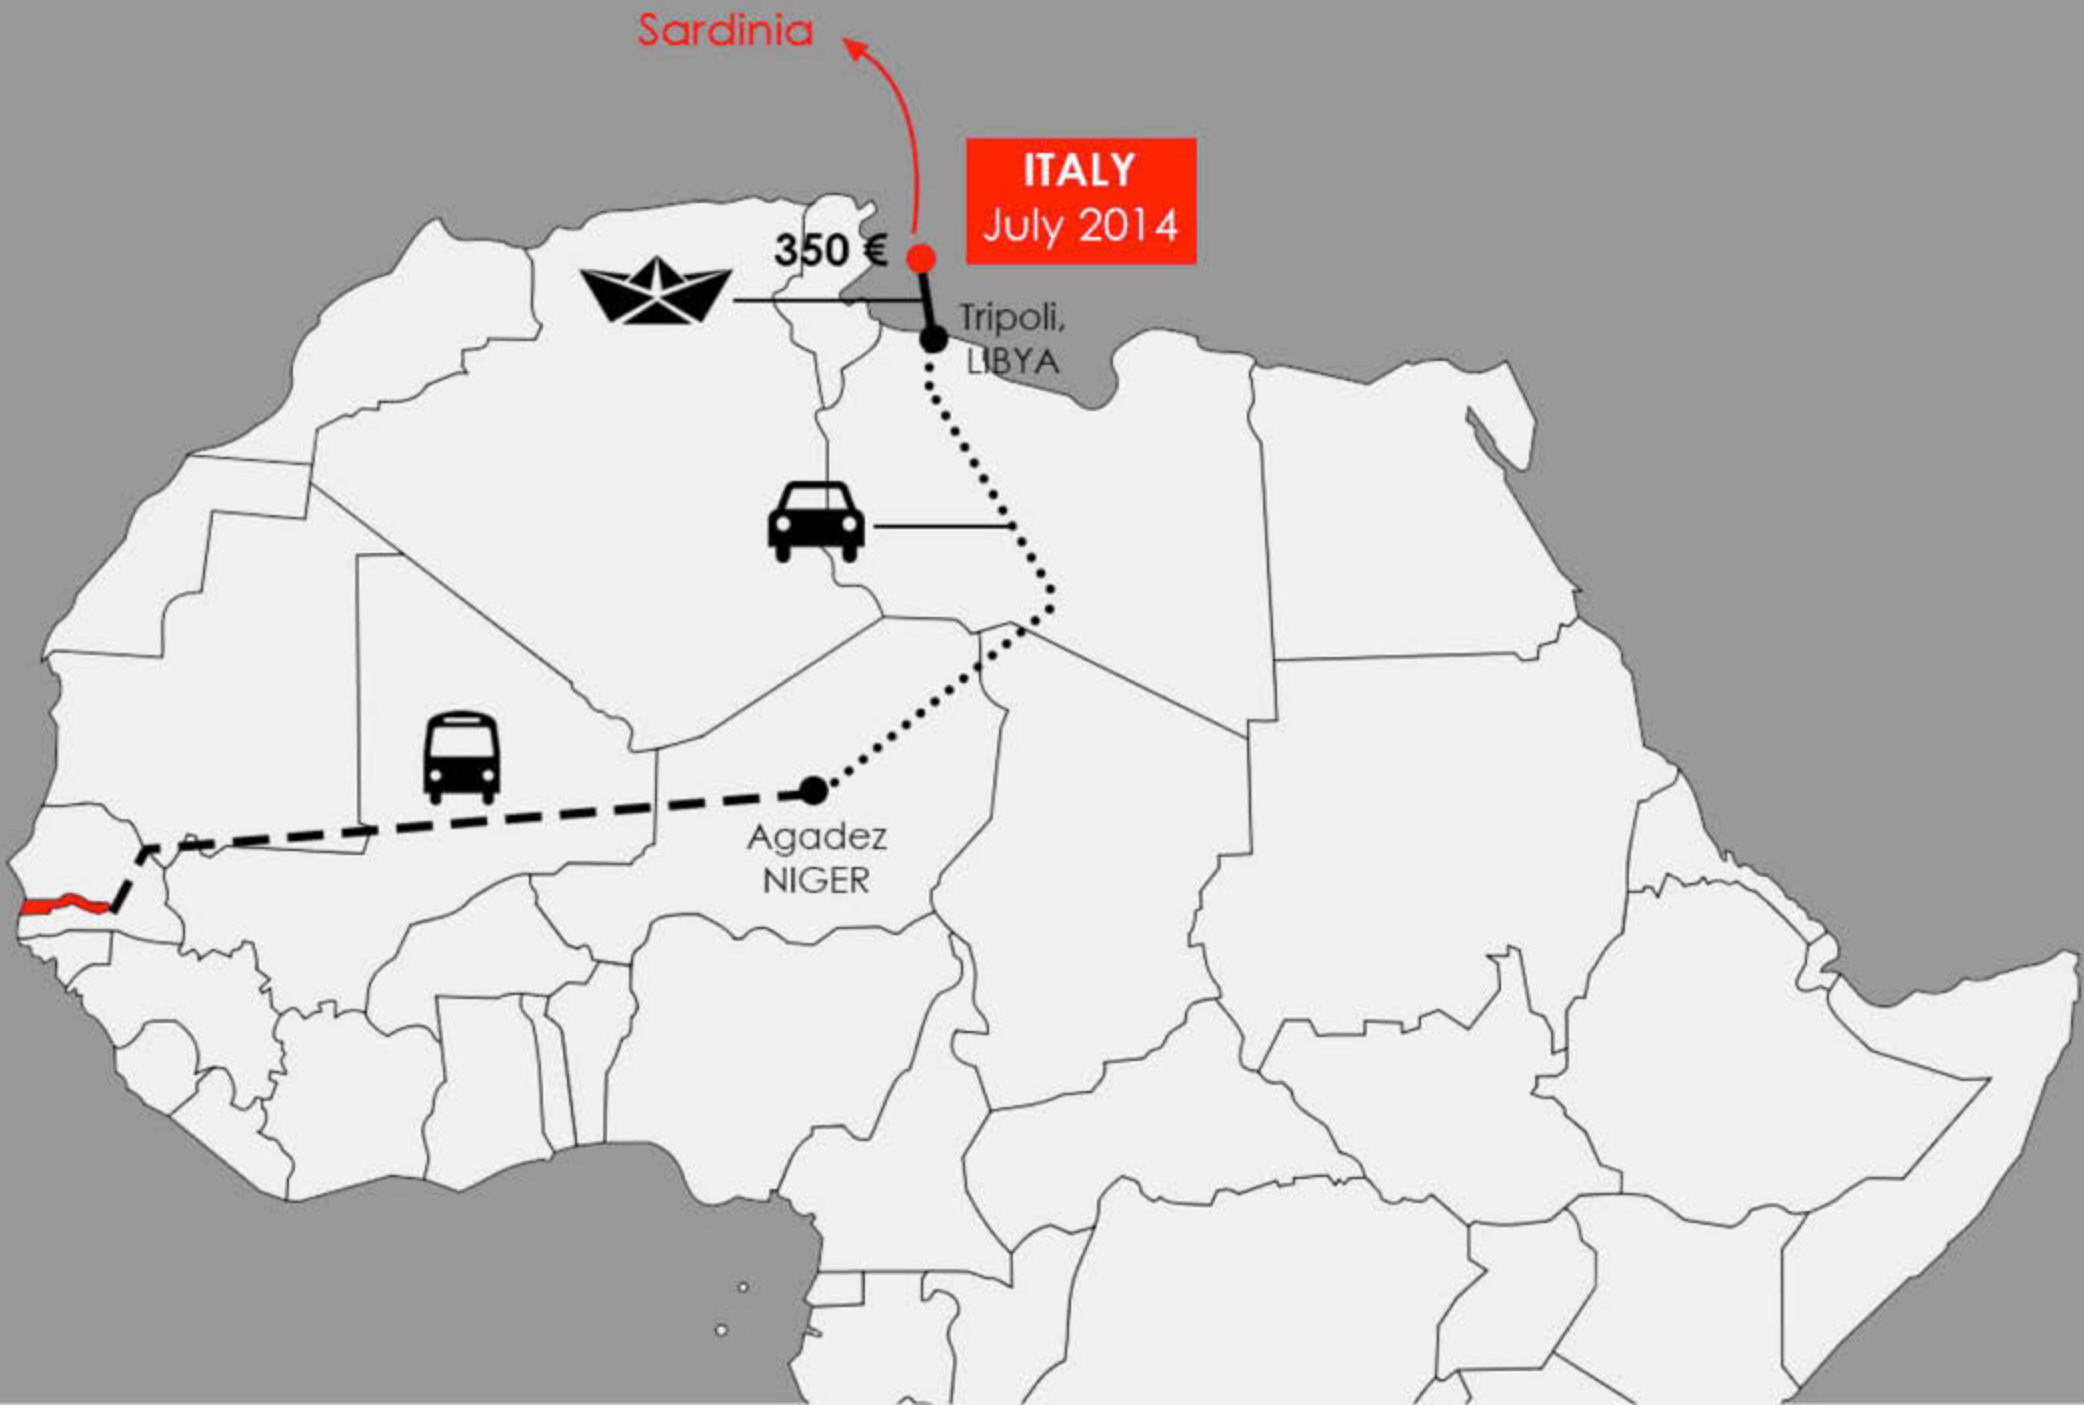 Sardinia
ITALY
July 2014
350 €
Tripoli,
LIBYA
Agadez
NIGER